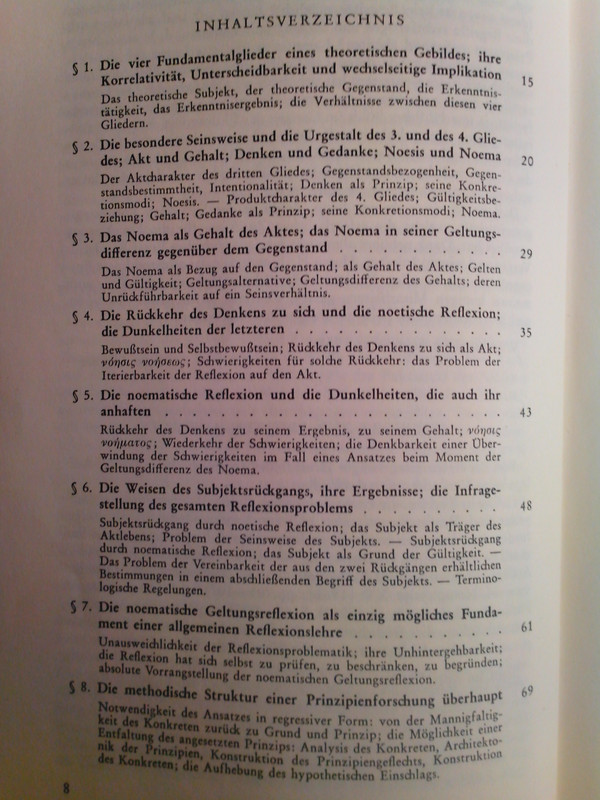 INHALTSVERZEICHNIS
§ 1. Die vier Fundamentalglieder eines theoretischen Gebildes; ihre
Korrelativität, Unterscheidbarkeit und wechselseitige Implikation 15
Das theoretische Subjekt, der theoretische Gegenstand, die Erkenntnis-
tätigkeit, das Erkenntnisergebnis; die Verhältnisse zwischen diesen vier
Gliedern.
§ 2. Die besondere Seinsweise und die Urgestalt des 3. und des 4. Glie-
des; Akt und Gehalt; Denken und Gedanke; Noesis und Noema 20
Der Aktcharakter des dritten Gliedes; Gegenstandsbezogenheit, Gegen-
standsbestimmtheit, Intentionalität; Denken als Prinzip; seine Konkre-
tionsmodi; Noesis. — Produktcharakter des 4. Gliedes; Gültigkeitsbe-
ziehung; Gehalt; Gedanke als Prinzip; seine Konkretionsmodi; Noema.
§ 3. Das Noema als Gehalt des Aktes; das Noema in seiner Geltungs-
differenz gegenüber dem Gegenstand . . . . . . . . . . . . 29
Das Noema als Bezug auf den Gegenstand; als Gehalt des Aktes; Gelten
und Gültigkeit; Geltungsalternative; Geltungsdifferenz des Gehalts; deren
Unrückführbarkeit auf ein Seinsverhältnis.
§ 4. Die Rückkehr des Denkens zu sich und die noetische Reflexion;
die Dunkelheiten der letzteren . . . . . . . . . . . . . . . 35
Bewußtsein und Selbstbewußtsein; Rückkehr des Denkens zu sich als Akt;
νόησις νοήσεως; Schwierigkeiten für solche Rückkehr: das Problem der
Iterierbarkeit der Reflexion auf den Akt.
§ 5. Die noematische Reflexion und die Dunkelheiten, die auch ihr
anhaften . . . . . . . . . . . . . . . . . . . . . . . . 43
Rückkehr des Denkens zu seinem Ergebnis, zu seinem Gehalt; νόησις
νοήματος; Wiederkehr der Schwierigkeiten; die Denkbarkeit einer Über-
windung der Schwierigkeiten im Fall eines Ansatzes beim Moment der
Geltungsdifferenz des Noema.
§ 6. Die Weisen des Subjektsrückgangs, ihre Ergebnisse; die Infrage-
stellung des gesamten Reflexionsproblems . . . . . . . . . . 48
Subjektsrückgang durch noetische Reflexion; das Subjekt als Träger des
Aktlebens; Problem der Seinsweise des Subjekts. — Subjektsrückgang
durch noematische Reflexion; das Subjekt als Grund der Gültigkeit. —
Das Problem der Vereinbarkeit der aus den zwei Rückgängen erhältlichen
Bestimmungen in einem abschließenden Begriff des Subjekts. — Termino-
logische Regelungen.
§ 7. Die noematische Geltungsreflexion als einzig mögliches Funda-
ment einer allgemeinen Reflexionslehre . . . . . . . . . . . 61
Unausweichlichkeit der Reflexionsproblematik; ihre Unhintergehbarkeit;
die Reflexion hat sich selbst zu prüfen, zu beschränken, zu begründen;
absolute Vorrangstellung der noematischen Geltungsreflexion.
§ 8. Die methodische Struktur einer Prinzipienforschung überhaupt 69
Notwendigkeit des Ansatzes in regressiver Form: von der Mannigfaltig-
keit des Konkreten zurück zu Grund und Prinzip; die Möglichkeit einer
Entfaltung des angesetzten Prinzips: Analysis des Konkreten, Architekto-
nik der Prinzipien, Konstruktion des Prinzipiengeflechts, Konstruktion
des Konkreten; die Aufhebung des hypothetischen Einschlags.
8